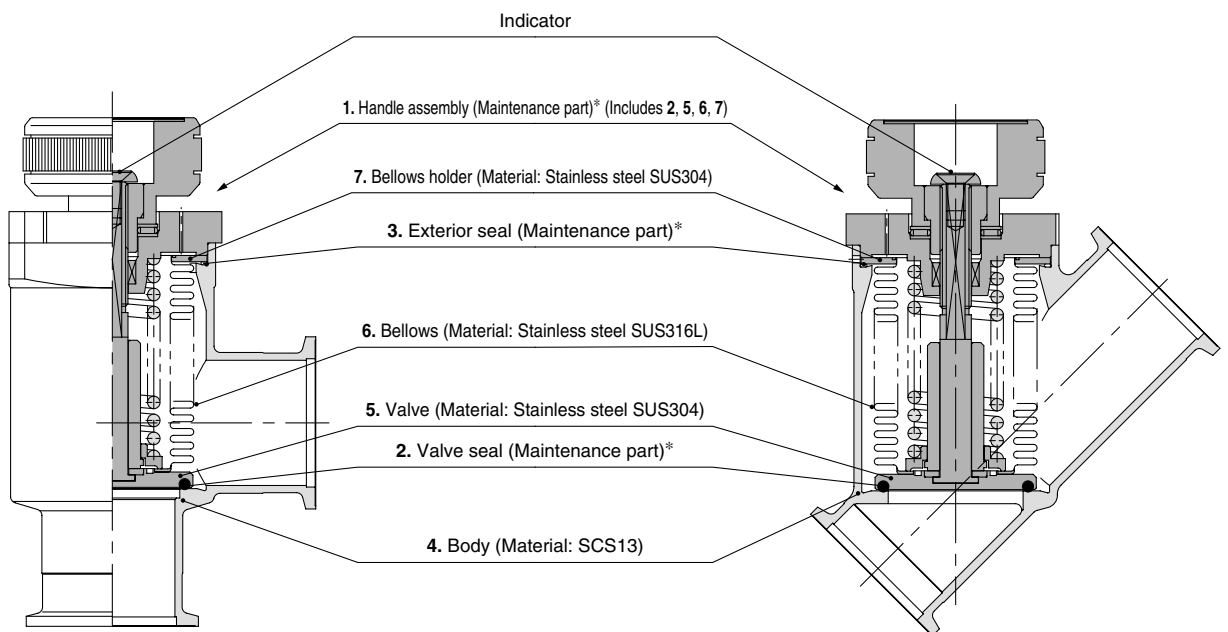 Indicator
1. Handle assembly (Maintenance part)* (Includes 2, 5, 6, 7)
7. Bellows holder (Material: Stainless steel SUS304)
3. Exterior seal (Maintenance part)*
6. Bellows (Material: Stainless steel SUS316L)
5. Valve (Material: Stainless steel SUS304)
2. Valve seal (Maintenance part)*
4. Body (Material: SCS13)